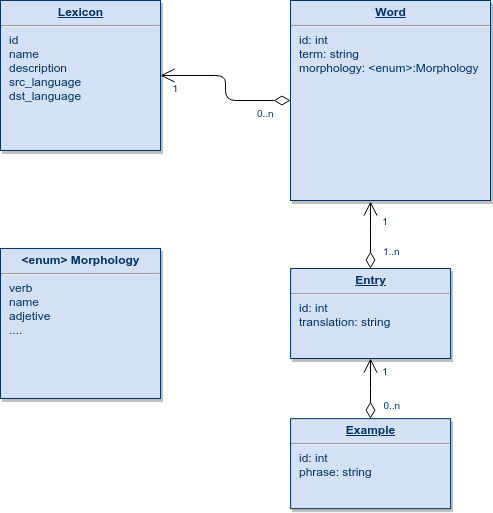 Lexicon
id
name
description
src_language
dst_language
1
0..n
Word
id: int
term: string
morphology: <enum>:Morphology
1
1..n
<enum> Morphology
verb
name
adjetive
....
Entry
id: int
translation: string
1
0..n
Example
id: int
phrase: string